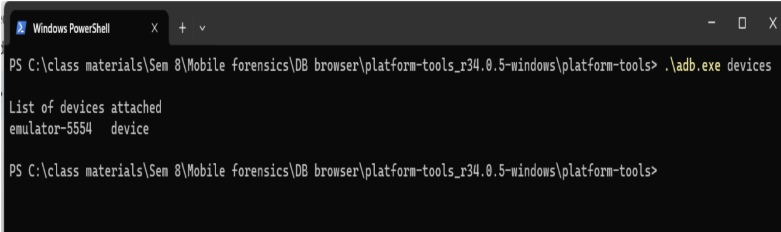 Windows PowerShell
PS C:\class materials\Sem 8\Mobile forensics\DB browser\platform-tools_r34.0.5-windows\platform-tools> .\adb.exe devices
List of devices attached
emulator-5554   device
PS C:\class materials\Sem 8\Mobile forensics\DB browser\platform-tools_r34.0.5-windows\platform-tools>